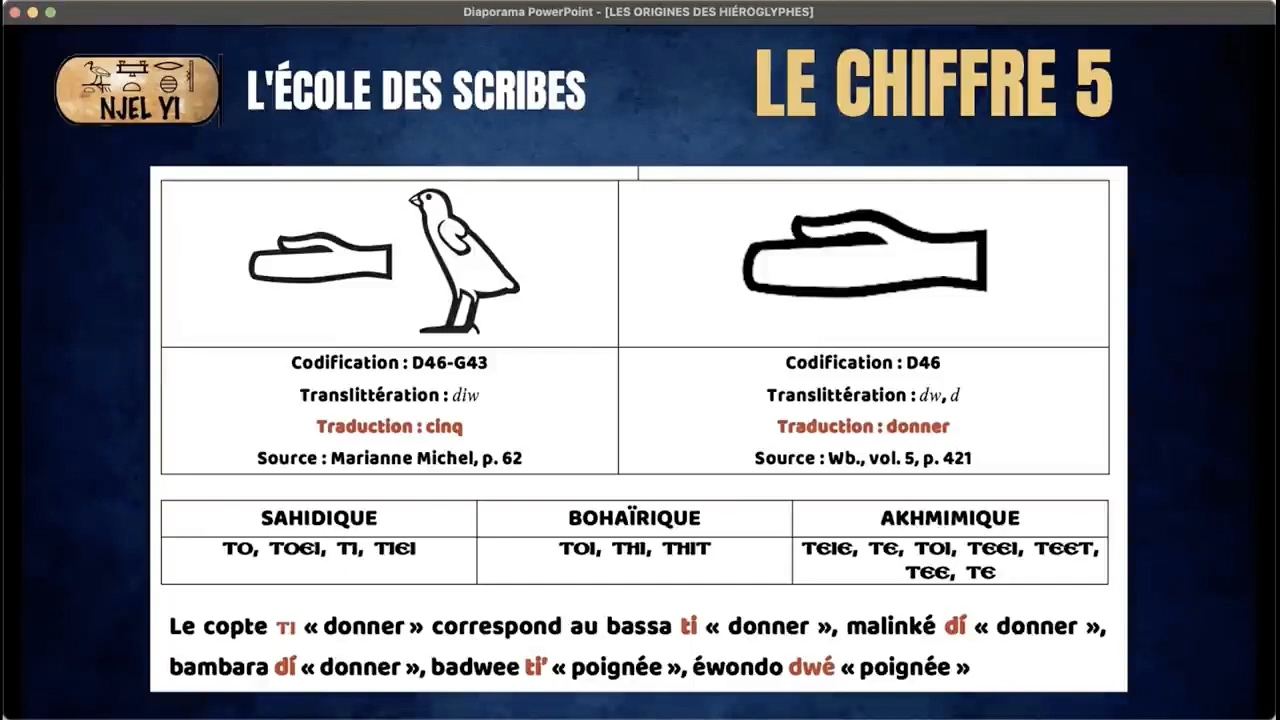 Diaporama PowerPoint - [LES ORIGINES DES HIÉROGLYPHES]
NJEL YI
L'ÉCOLE DES SCRIBES
LE CHIFFRE 5
Codification : D46-G43
Translittération : diw
Traduction : cinq
Source : Marianne Michel, p. 62
Codification : D46
Translittération : dw, d
Traduction : donner
Source : Wb., vol. 5, p. 421
SAHIDIQUE
BOHAÏRIQUE
AKHMIMIQUE
ⲧⲟ, ⲧⲟⲉⲓ, ⲧⲓ, ⲧⲓⲉⲓ
ⲧⲟⲓ, ⲧⲏⲓ, ⲧⲏⲓⲧ
ⲧⲉⲓⲉ, ⲧⲉ, ⲧⲟⲓ, ⲧⲉⲉⲓ, ⲧⲉⲉⲧ,
ⲧⲉⲉ, ⲧⲉ
Le copte ⲧⲓ « donner » correspond au bassa ti « donner », malinké dí « donner »,
bambara dí « donner », badwee ti’ « poignée », éwondo dwé « poignée »